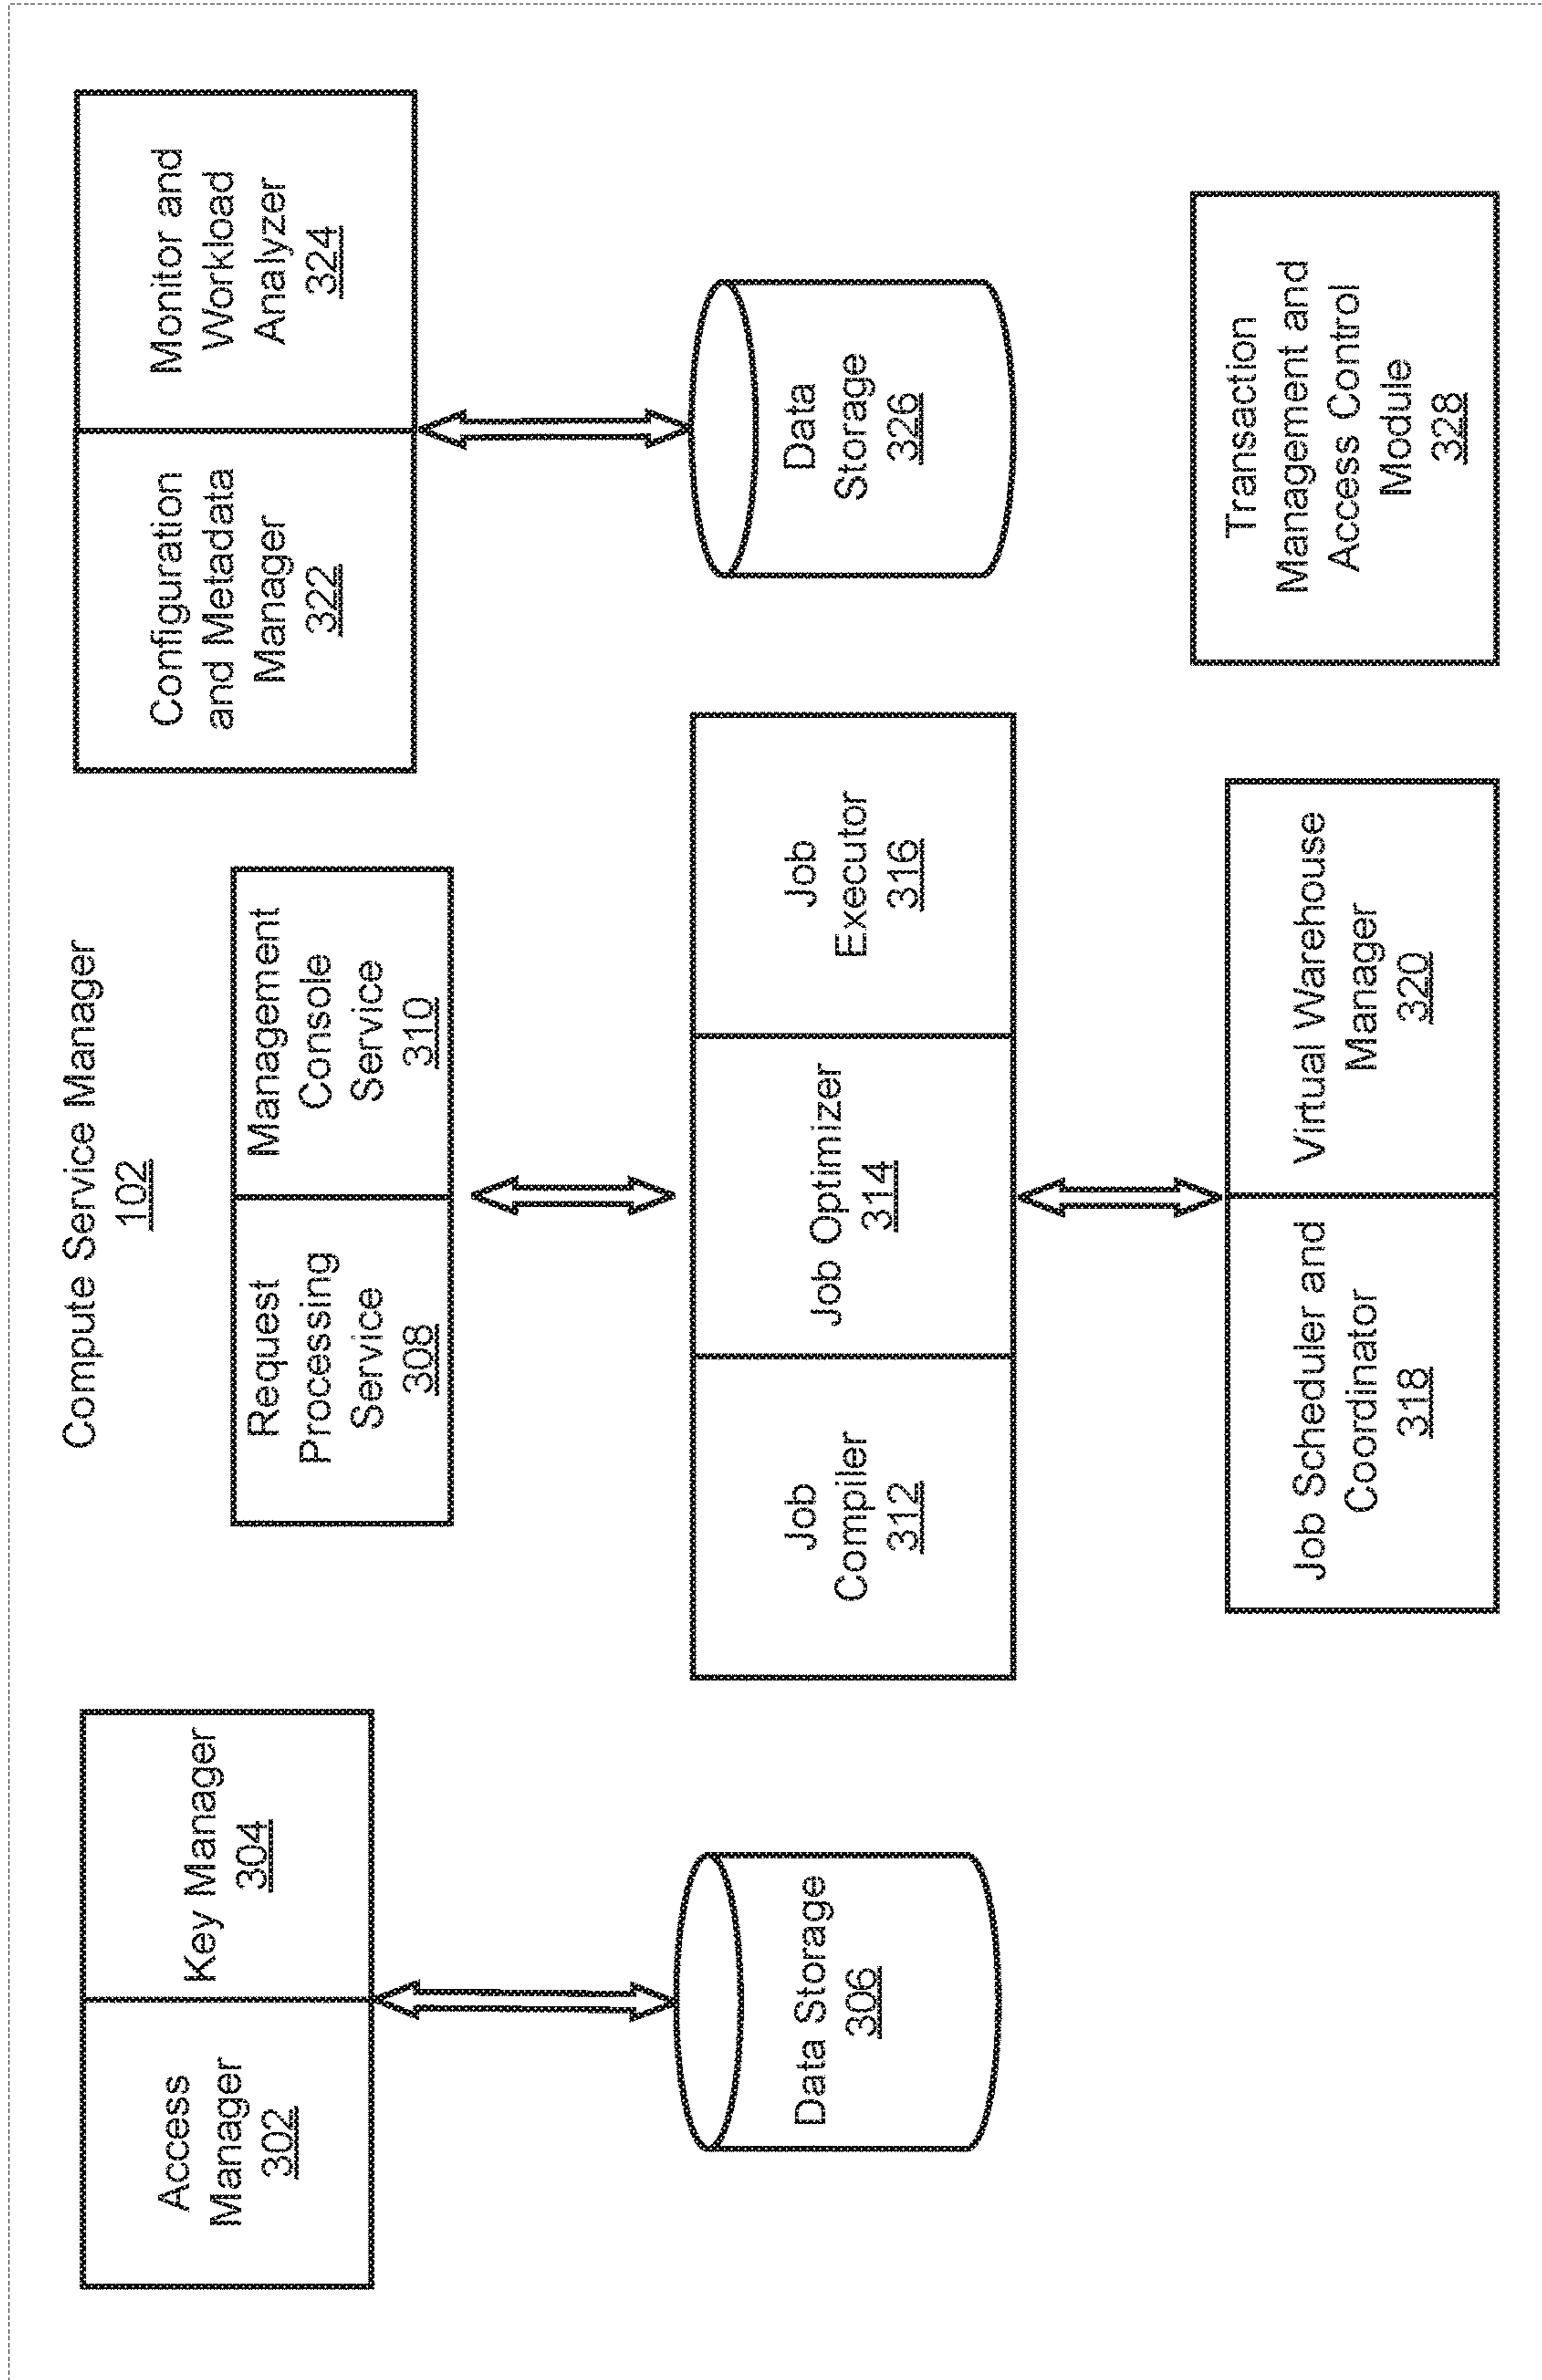 Compute Service Manager
102
Access
Manager
302
Key Manager
304
Data Storage
306
Request
Processing
Service
308
Management
Console
Service
310
Job
Compiler
312
Job Optimizer
314
Job
Executor
316
Job Scheduler and
Coordinator
318
Virtual Warehouse
Manager
320
Configuration
and Metadata
Manager
322
Monitor and
Workload
Analyzer
324
Data
Storage
326
Transaction
Management and
Access Control
Module
328